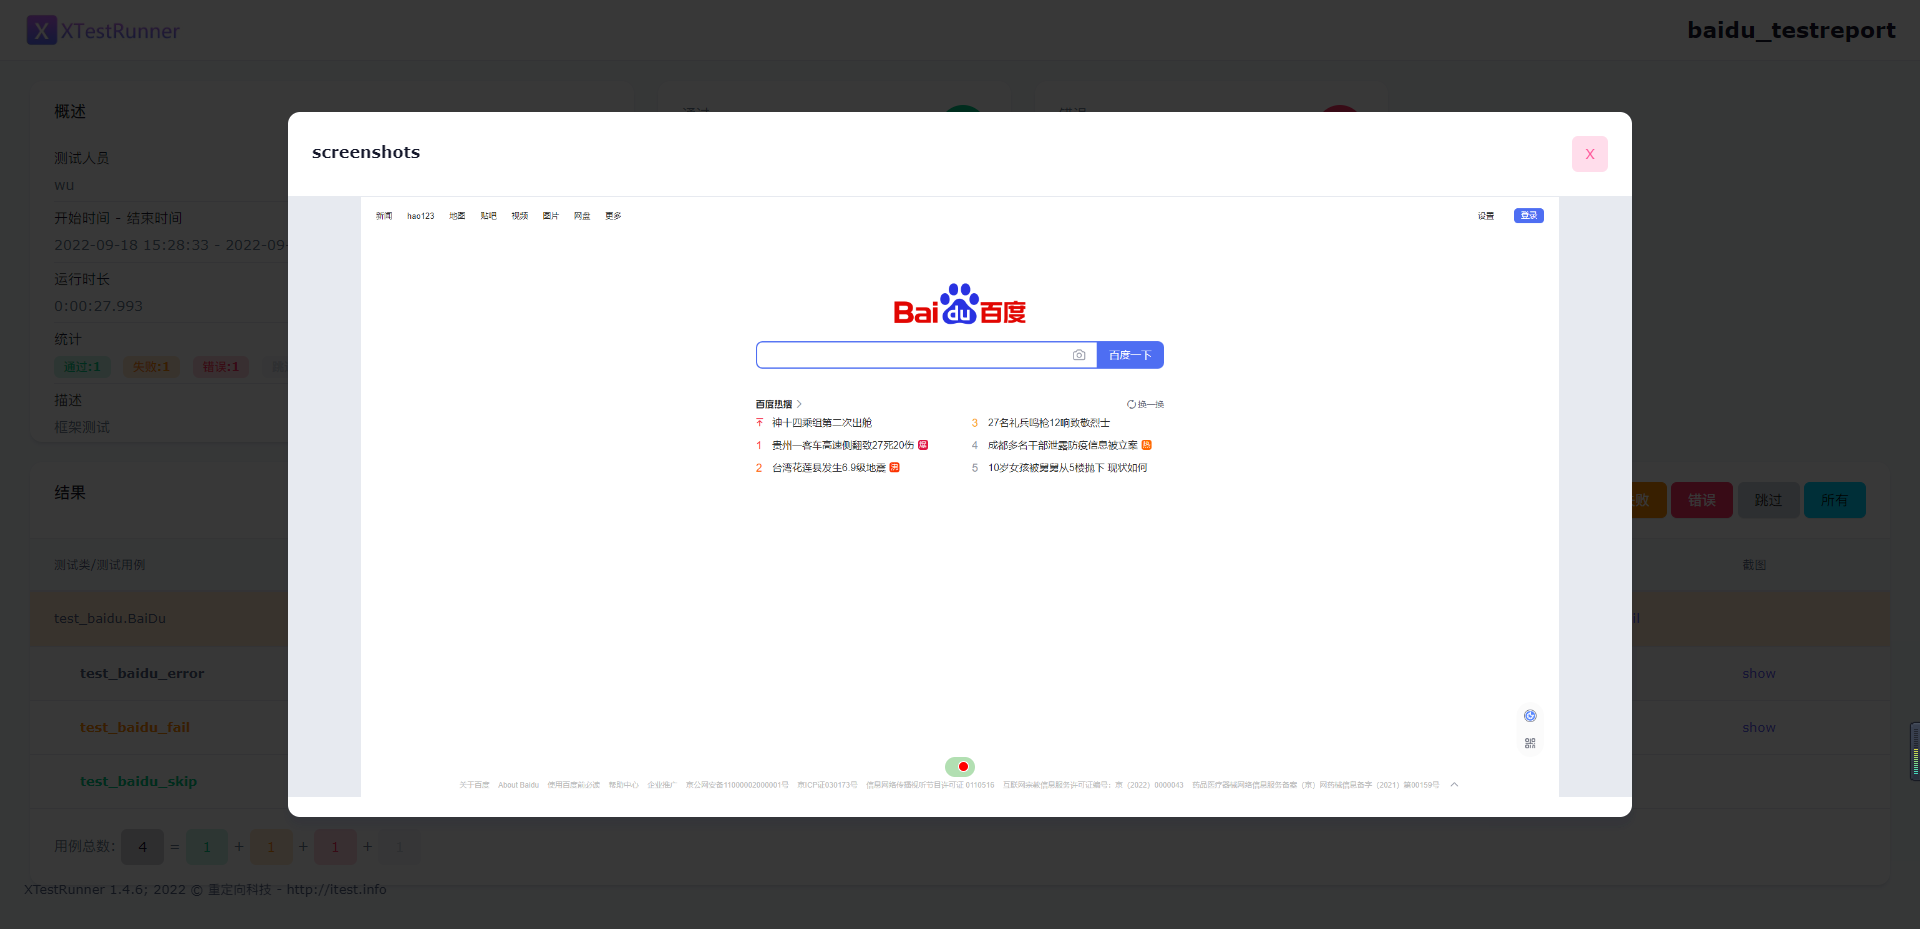 X XTestRunner
baidu_testreport
概述
测试人员
wu
开始时间 - 结束时间
2022-09-18 15:28:33 - 2022-09-
运行时长
0:00:27.993
统计
通过:1 失败:1 错误:1
描述
框架测试
screenshots
X
新闻 hao123 地图 贴吧 视频 图片 网盘 更多
设置 登录
Bai du 百度
百度一下
百度热搜
换一换
神十四乘组第二次出舱
1 贵州一客车高速侧翻致27死20伤
2 台湾花莲县发生6.9级地震
3 27名礼兵鸣枪12响致敬烈士
4 成都多名干部泄露防疫信息被立案 热
5 10岁女孩被舅舅从5楼抛下 现状如何
关于百度 About Baidu 使用百度前必读 帮助中心 企业推广 京公网安备11000002000001号 京ICP证030173号 信息网络传播视听节目许可证 0110516 互联网宗教信息服务许可证编号：京（2022）0000043 药品医疗器械网络信息服务备案（京）网药械信息备字（2021）第00159号
结果
败 错误 跳过 所有
测试类/测试用例
截图
test_baidu.BaiDu
test_baidu_error
show
test_baidu_fail
show
test_baidu_skip
用例总数: 4 = 1 + 1 + 1 + 1
XTestRunner 1.4.6; 2022 © 重定向科技 - http://itest.info